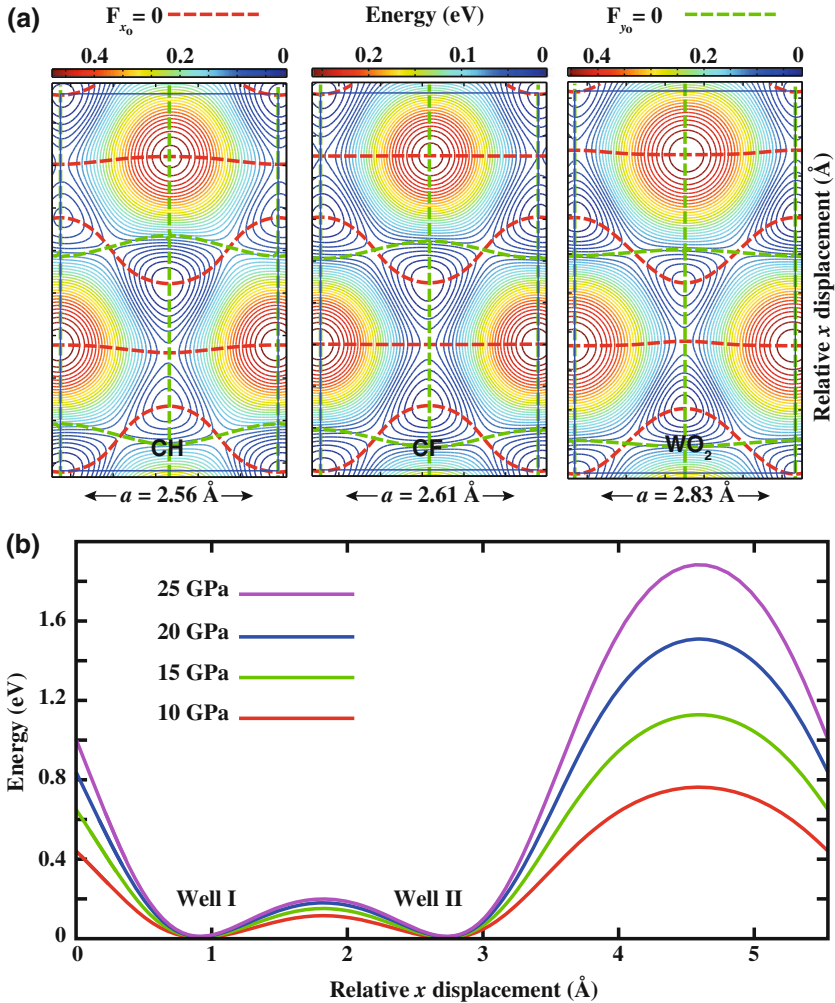 (a)
F_{x_0} = 0
Energy (eV)
F_{y_0} = 0
0.4 0.2 0
0.2 0.1 0
0.4 0.2 0
Relative x displacement (Å)
CH
CF
WO₂
a = 2.56 Å
a = 2.61 Å
a = 2.83 Å
(b)
25 GPa
20 GPa
15 GPa
10 GPa
Energy (eV)
1.6
1.2
0.8
0.4
0
Well I
Well II
0 1 2 3 4 5
Relative x displacement (Å)